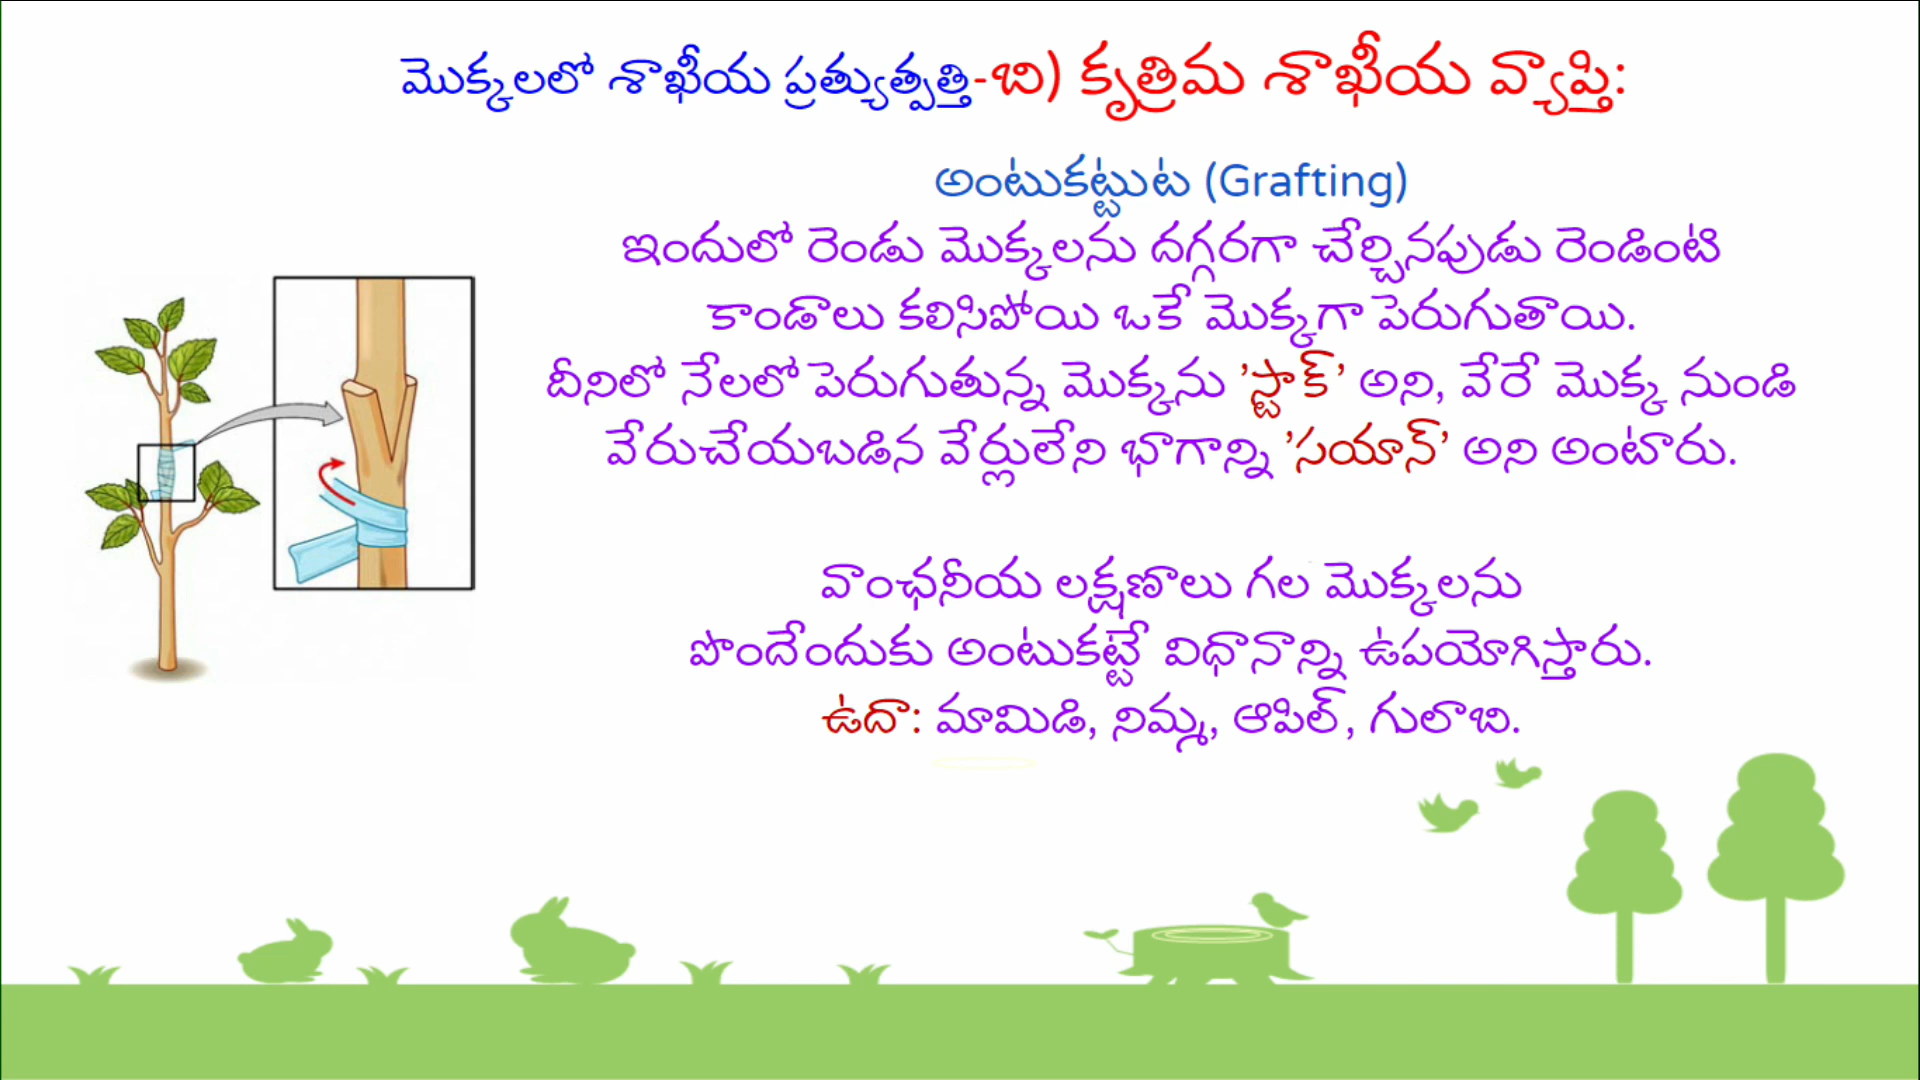 మొక్కలలో శాఖీయ ప్రత్యుత్పత్తి-బి) కృత్రిమ శాఖీయ వ్యాప్తి:
అంటుకట్టుట (Grafting)
ఇందులో రెండు మొక్కలను దగ్గరగా చేర్చినపుడు రెండింటి
కాండాలు కలిసిపోయి ఒకే మొక్కగా పెరుగుతాయి.
దీనిలో నేలలో పెరుగుతున్న మొక్కను 'స్టాక్' అని, వేరే మొక్క నుండి
వేరుచేయబడిన వేర్లులేని భాగాన్ని 'సయాన్' అని అంటారు.
వాంఛనీయ లక్షణాలు గల మొక్కలను
పొందేందుకు అంటుకట్టే విధానాన్ని ఉపయోగిస్తారు.
ఉదా: మామిడి, నిమ్మ, ఆపిల్, గులాబి.